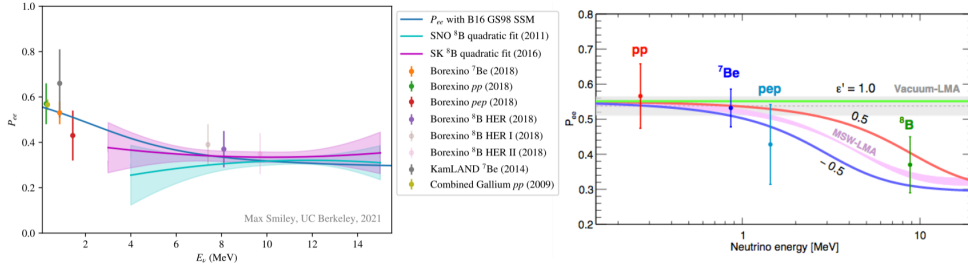 1.0
0.8
0.6
0.4
0.2
0.0
P_ee
2
4
6
8
10
12
14
E_ν (MeV)
Max Smiley, UC Berkeley, 2021
P_ee with B16 GS98 SSM
SNO ⁸B quadratic fit (2011)
SK ⁸B quadratic fit (2016)
Borexino ⁷Be (2018)
Borexino pp (2018)
Borexino pep (2018)
Borexino ⁸B HER (2018)
Borexino ⁸B HER I (2018)
Borexino ⁸B HER II (2018)
KamLAND ⁷Be (2014)
Combined Gallium pp (2009)
0.8
0.7
0.6
0.5
0.4
0.3
0.2
P_ee
pp
⁷Be
pep
ε' = 1.0
Vacuum-LMA
0.5
⁸B
MSW-LMA
- 0.5
1
10
Neutrino energy [MeV]